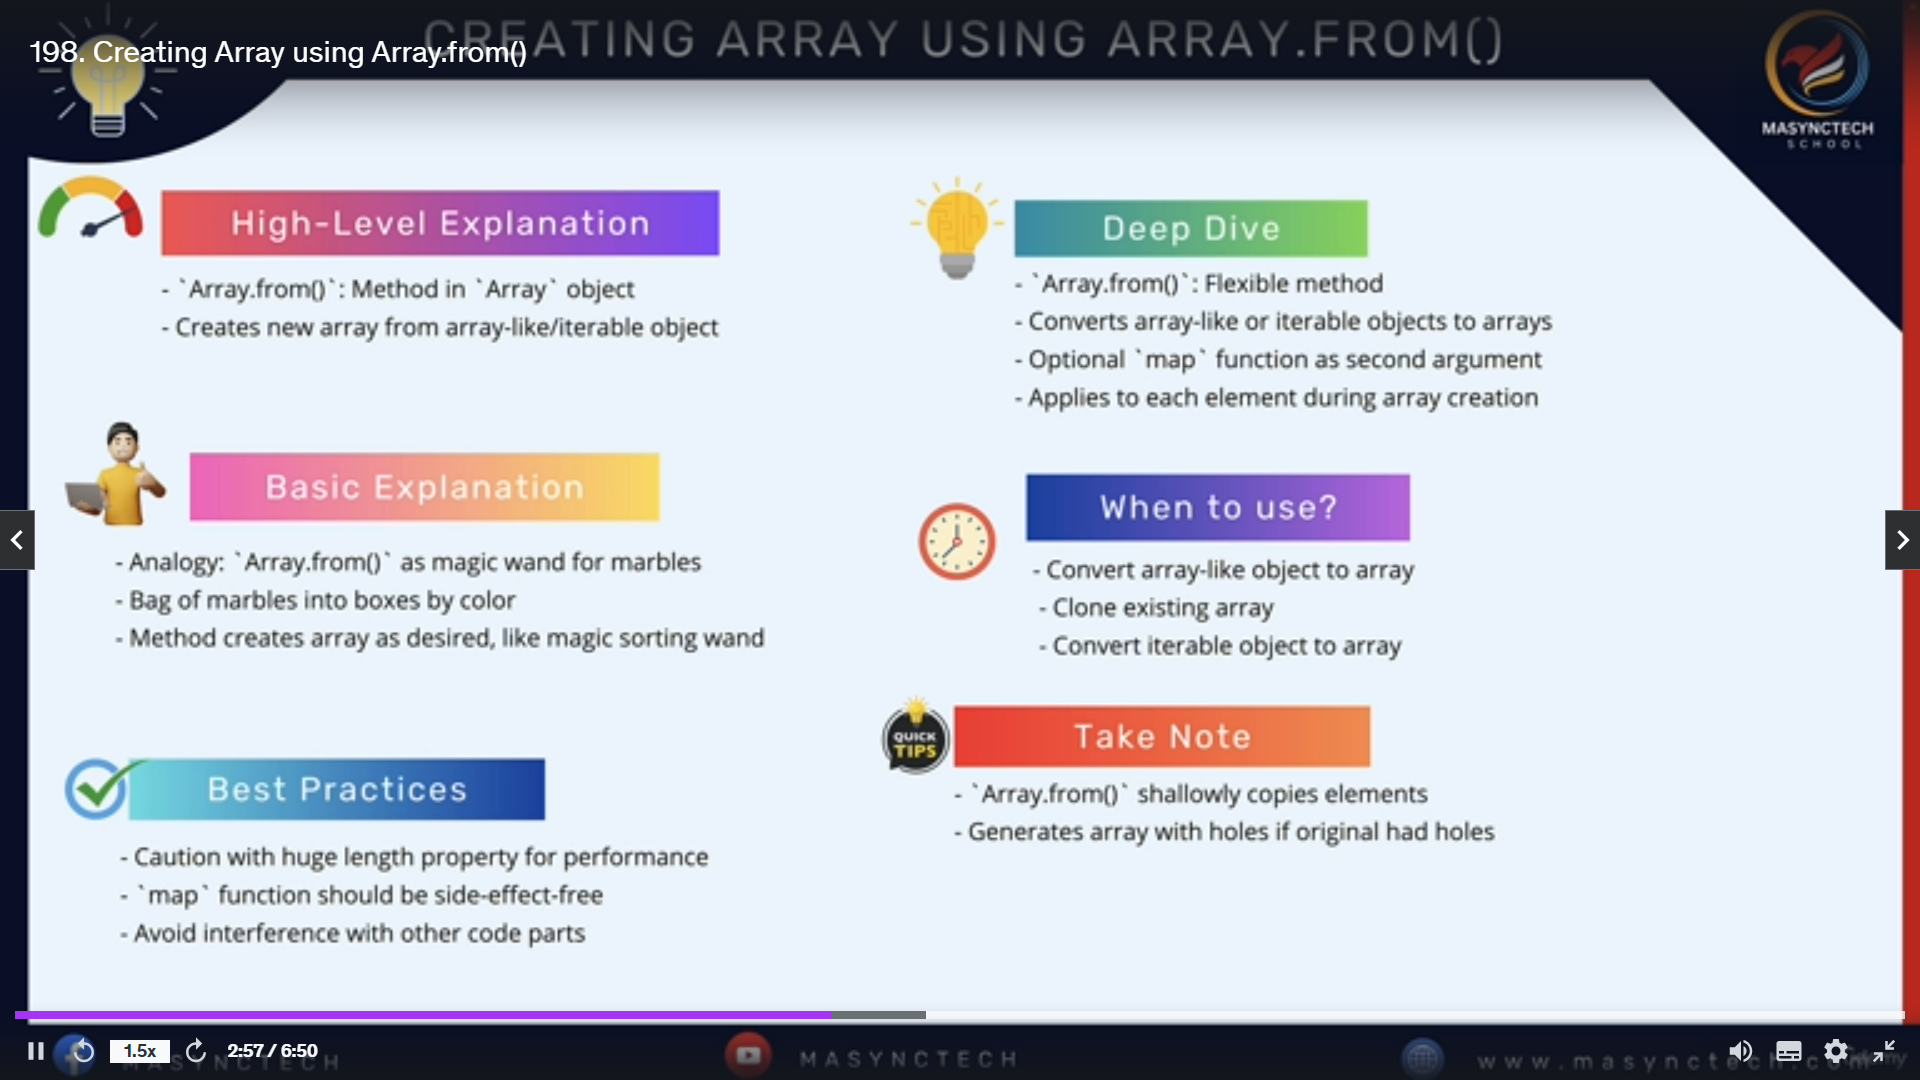 CREATING ARRAY USING ARRAY.FROM()
198. Creating Array using Array.from()
MASYNCTECH
SCHOOL
High-Level Explanation
- `Array.from()`: Method in `Array` object
- Creates new array from array-like/iterable object
Basic Explanation
- Analogy: `Array.from()` as magic wand for marbles
- Bag of marbles into boxes by color
- Method creates array as desired, like magic sorting wand
Best Practices
- Caution with huge length property for performance
- `map` function should be side-effect-free
- Avoid interference with other code parts
Deep Dive
- `Array.from()`: Flexible method
- Converts array-like or iterable objects to arrays
- Optional `map` function as second argument
- Applies to each element during array creation
When to use?
- Convert array-like object to array
- Clone existing array
- Convert iterable object to array
QUICK
TIPS
Take Note
- `Array.from()` shallowly copies elements
- Generates array with holes if original had holes
1.5x
2:57 / 6:50
MASYNCTECH
MASYNCTECH
www.masynctech.com